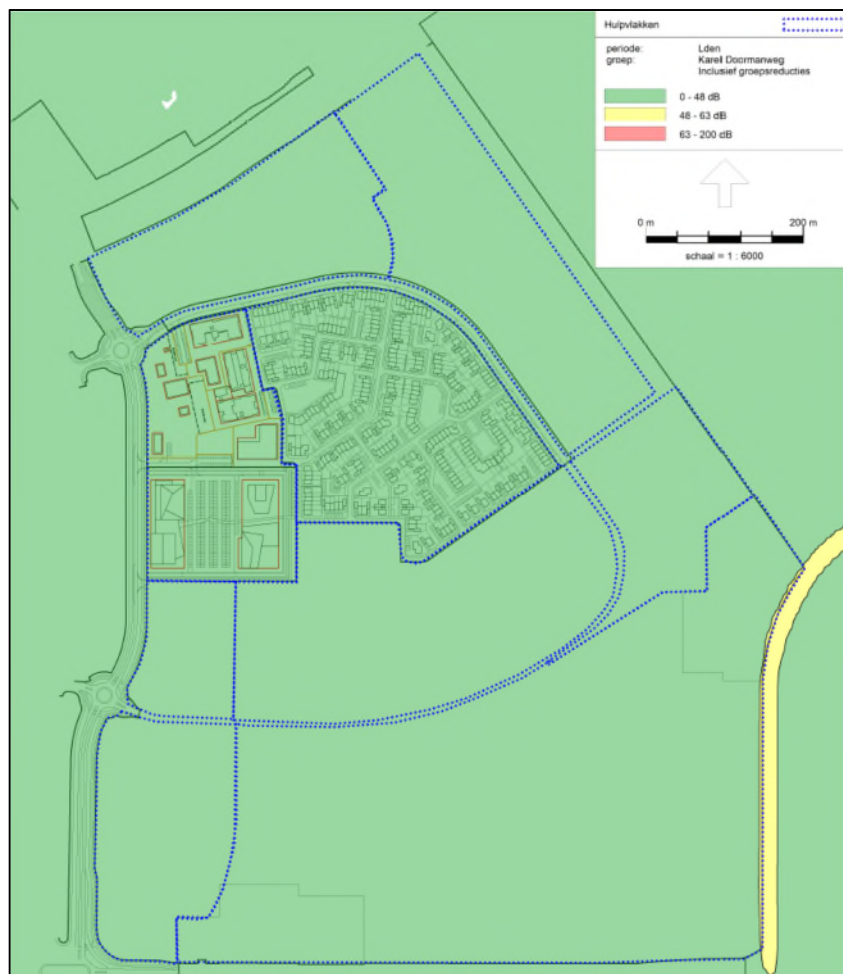 Hulpvlakken
periode: Lden
groep: Karell Doormanweg
Inclusief groepsreducties
0 - 48 dB
48 - 63 dB
63 - 200 dB
0 m 200 m
schaal = 1 : 6000